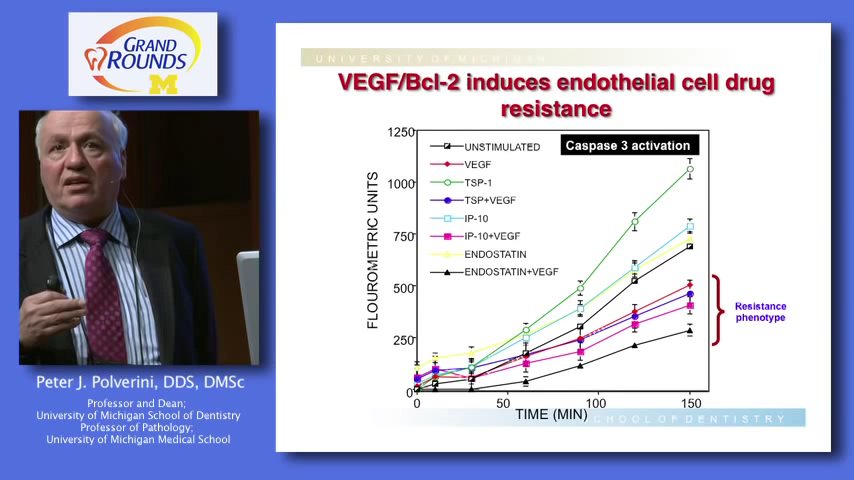 GRAND
ROUNDS
M
Peter J. Polverini, DDS, DMSc
Professor and Dean;
University of Michigan School of Dentistry
Professor of Pathology;
University of Michigan Medical School
UNIVERSITY OF MICHIGAN
VEGF/Bcl-2 induces endothelial cell drug
resistance
Caspase 3 activation
UNSTIMULATED
VEGF
TSP-1
TSP+VEGF
IP-10
IP-10+VEGF
ENDOSTATIN
ENDOSTATIN+VEGF
FLOUROMETRIC UNITS
1250
1000
750
500
250
0
0
50
100
150
TIME (MIN)
Resistance
phenotype
CHOOL OF DENTISTRY